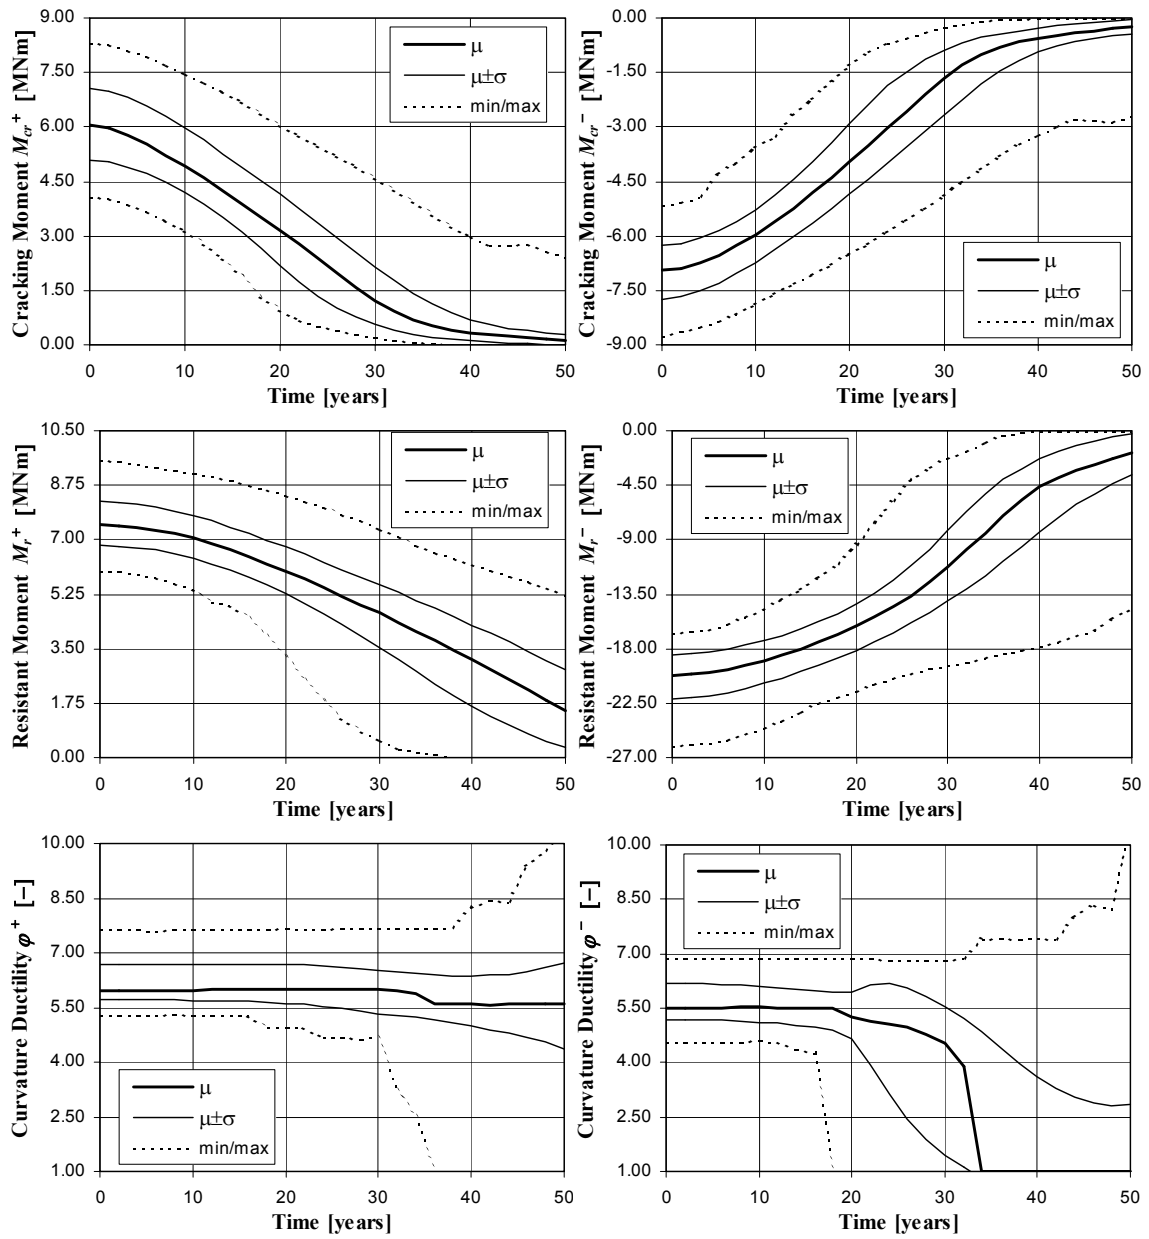 Cracking Moment Mcr+ [MNm]
9.00
7.50
6.00
4.50
3.00
1.50
0.00
μ
μ±σ
min/max
0 10 20 30 40 50
Time [years]
Cracking Moment Mcr− [MNm]
0.00
-1.50
-3.00
-4.50
-6.00
-7.50
-9.00
μ
μ±σ
min/max
0 10 20 30 40 50
Time [years]
Resistant Moment Mr+ [MNm]
10.50
8.75
7.00
5.25
3.50
1.75
0.00
μ
μ±σ
min/max
0 10 20 30 40 50
Time [years]
Resistant Moment Mr− [MNm]
0.00
-4.50
-9.00
-13.50
-18.00
-22.50
-27.00
μ
μ±σ
min/max
0 10 20 30 40 50
Time [years]
Curvature Ductility φ+ [−]
10.00
8.50
7.00
5.50
4.00
2.50
1.00
μ
μ±σ
min/max
0 10 20 30 40 50
Time [years]
Curvature Ductility φ− [−]
10.00
8.50
7.00
5.50
4.00
2.50
1.00
μ
μ±σ
min/max
0 10 20 30 40 50
Time [years]